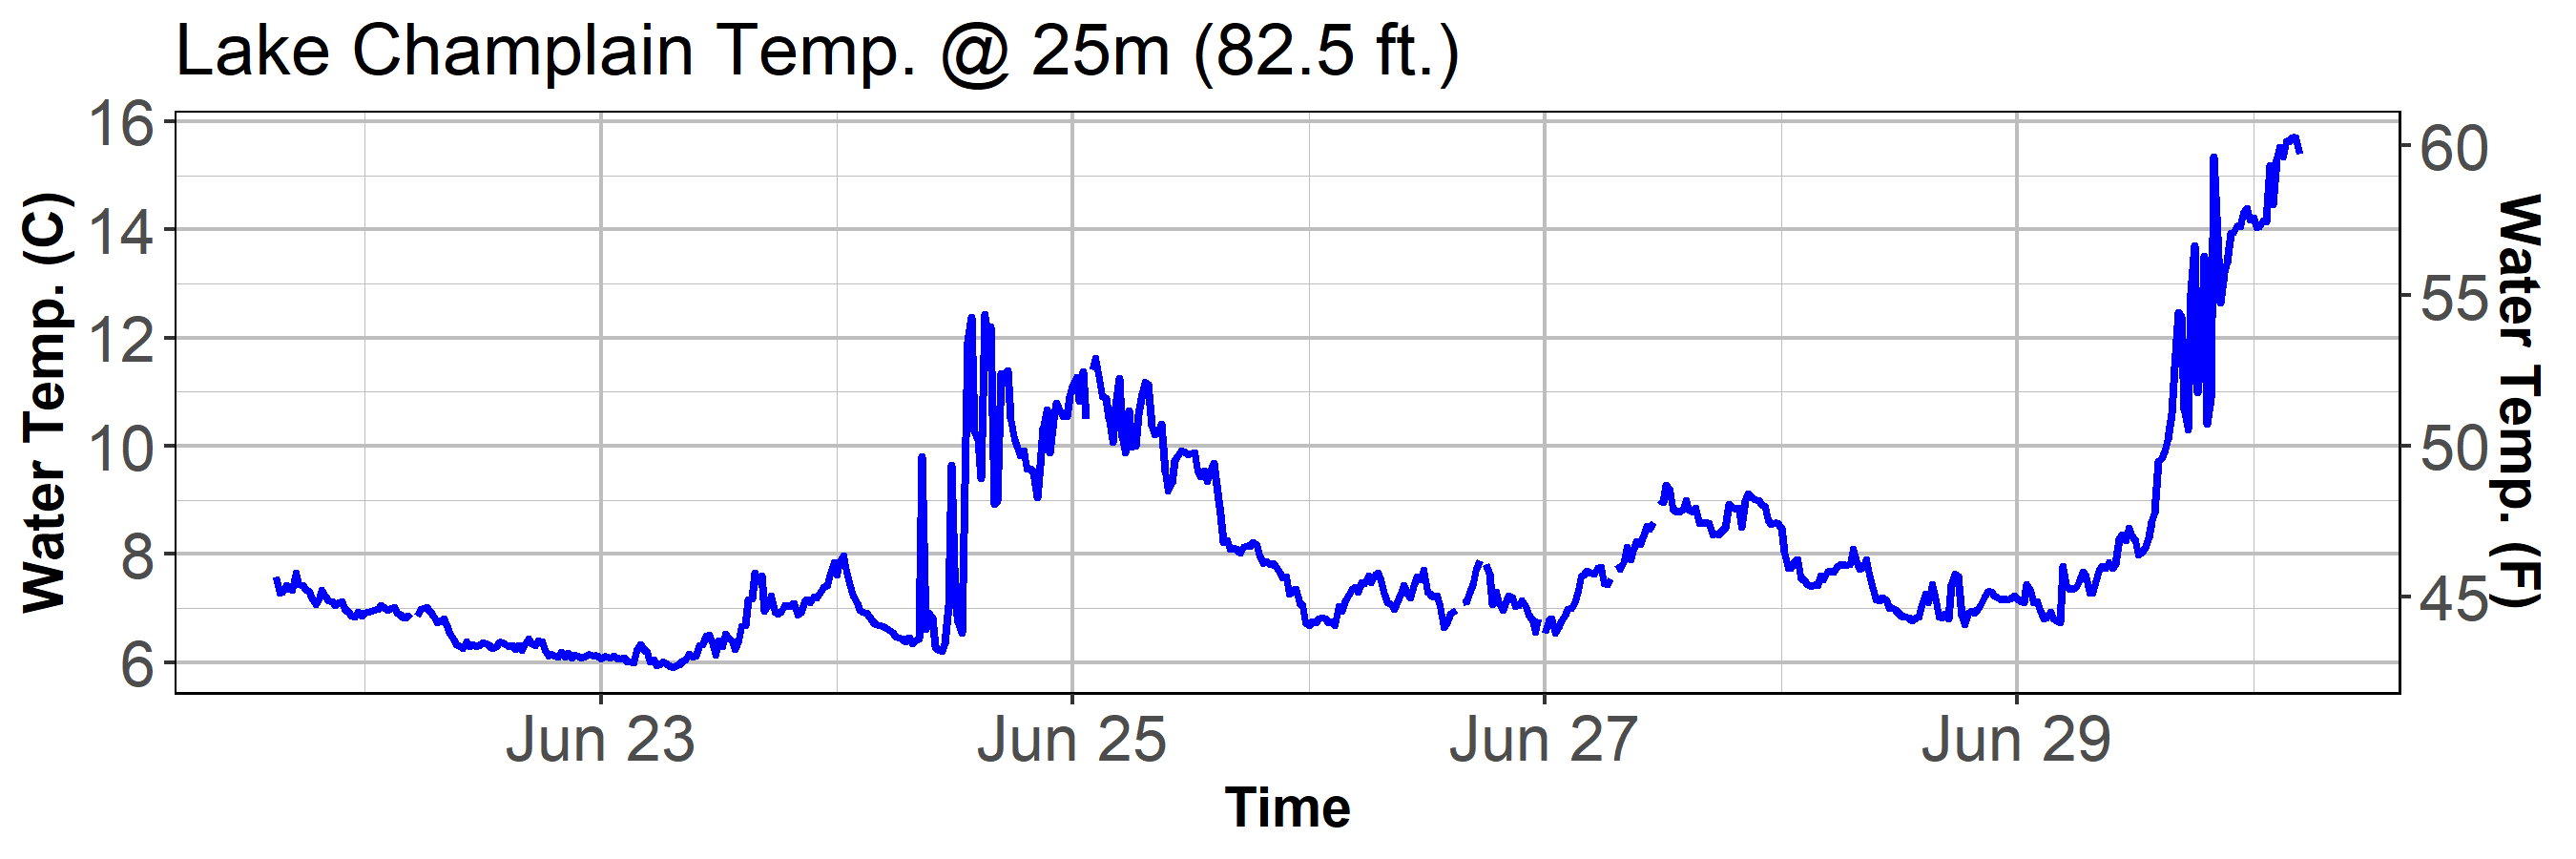 Lake Champlain Temp. @ 25m (82.5 ft.)
16
14
12
10
8
6
Water Temp. (C)
60
55
50
45
Water Temp. (F)
Jun 23 Jun 25 Jun 27 Jun 29
Time